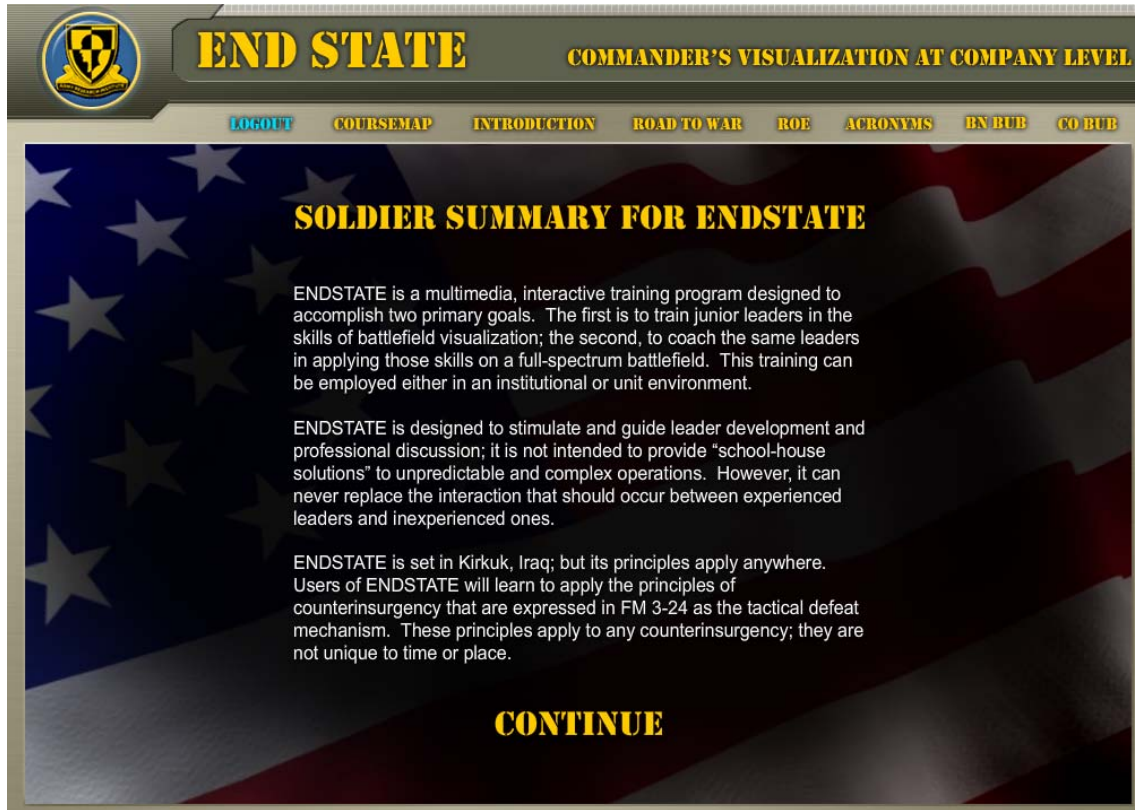 END STATE
COMMANDER'S VISUALIZATION AT COMPANY LEVEL
LOGOUT COURSEMAP INTRODUCTION ROAD TO WAR ROE ACRONYMS BN BUB CO BUB
SOLDIER SUMMARY FOR ENDSTATE
ENDSTATE is a multimedia, interactive training program designed to
accomplish two primary goals.  The first is to train junior leaders in the
skills of battlefield visualization; the second, to coach the same leaders
in applying those skills on a full-spectrum battlefield.  This training can
be employed either in an institutional or unit environment.
ENDSTATE is designed to stimulate and guide leader development and
professional discussion; it is not intended to provide “school-house
solutions” to unpredictable and complex operations.  However, it can
never replace the interaction that should occur between experienced
leaders and inexperienced ones.
ENDSTATE is set in Kirkuk, Iraq; but its principles apply anywhere.
Users of ENDSTATE will learn to apply the principles of
counterinsurgency that are expressed in FM 3-24 as the tactical defeat
mechanism.  These principles apply to any counterinsurgency; they are
not unique to time or place.
CONTINUE